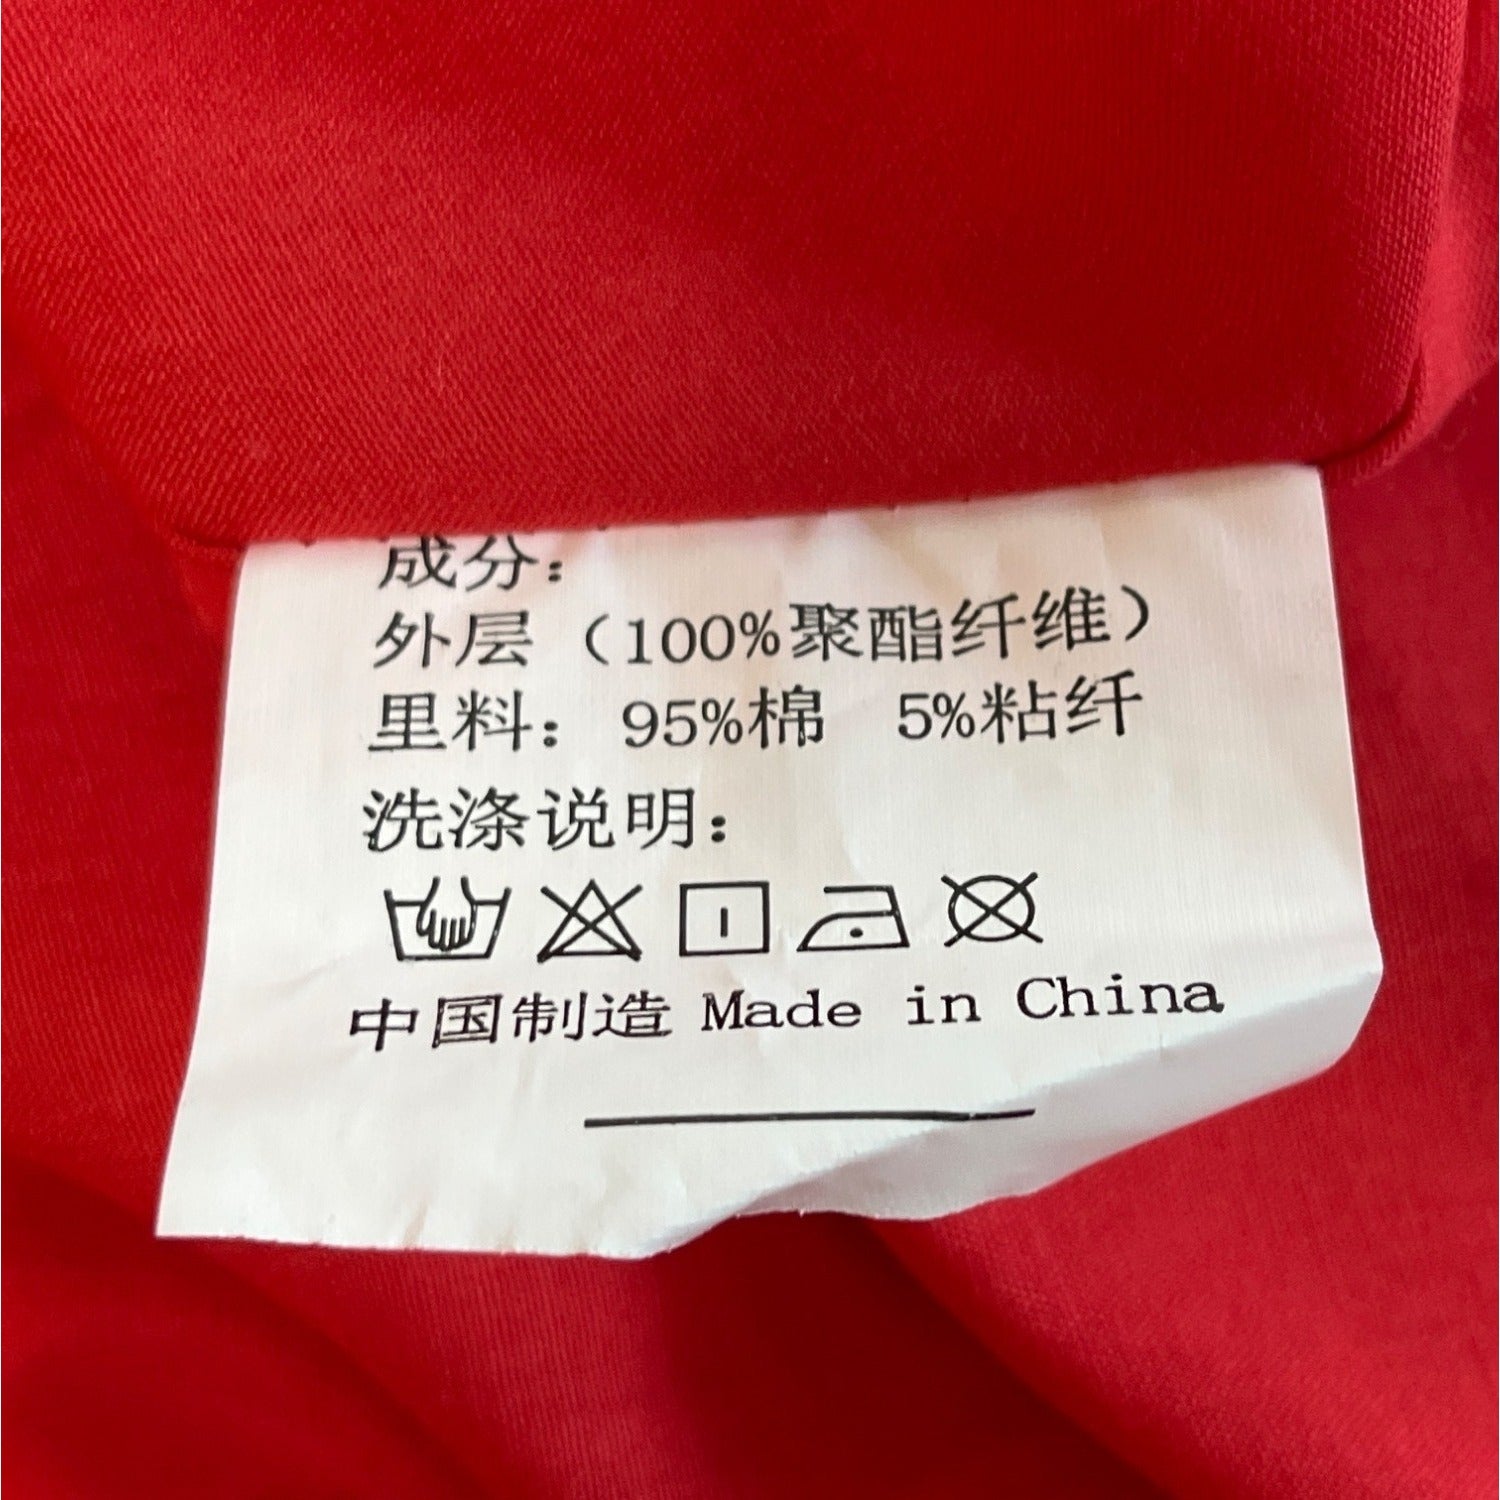 成分:
外层（100%聚酯纤维）
里料: 95%棉 5%粘纤
洗涤说明:
中国制造 Made in China